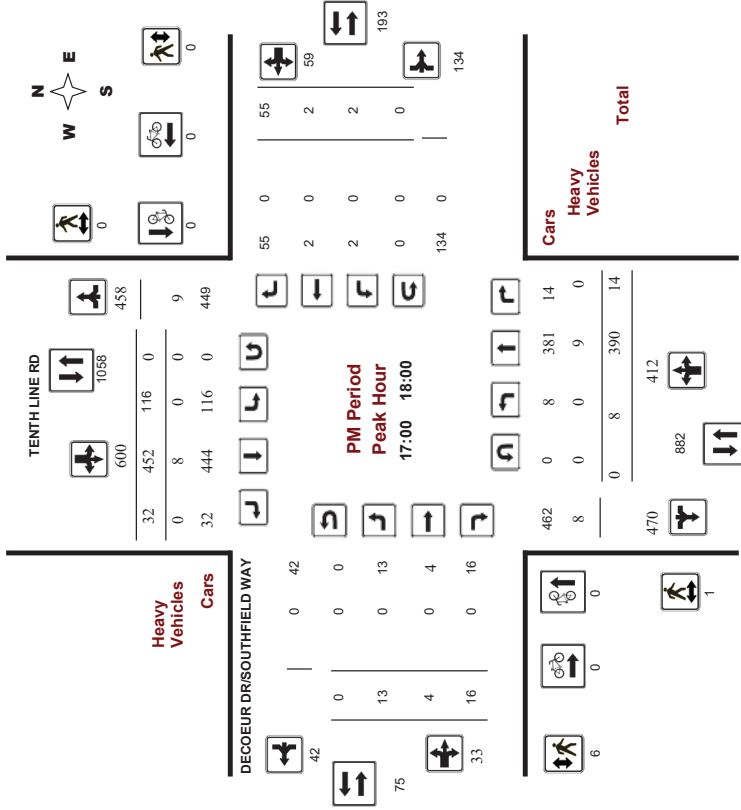 N
W E
S
0
0
0
0
TENTH LINE RD
1058
600
458
32 452 116 0
0 8 0 0 9
32 444 116 0 449
Heavy
Vehicles
Cars
193
59
134
55 0 55
2 0 2
2 0 2
0 0 0
134 0
PM Period
Peak Hour
17:00 18:00
DECOEUR DR/SOUTHFIELD WAY
42 0 42
0 0 0
13 0 13
4 0 4
16 0 16
75
33
Cars
Heavy
Vehicles
Total
462 0 8 381 14
8 0 0 9 0
0 8 390 14
470
412
882
0
0
6
1